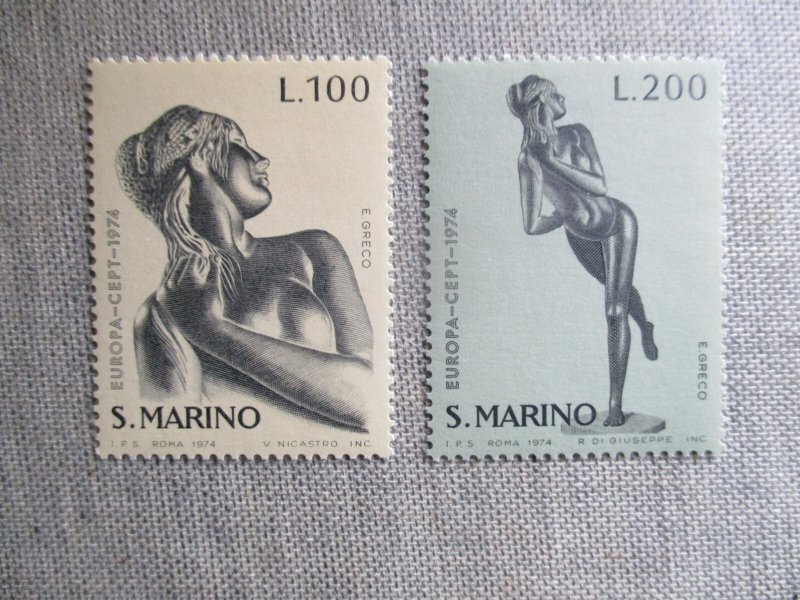 L.100
EUROPA-CEPT-1974
E. GRECO
S. MARINO
I.P.S ROMA 1974 V. NICASTRO INC.
L.200
EUROPA-CEPT-1974
E. GRECO
S. MARINO
I.P.S ROMA 1974 R. DI GIUSEPPE INC